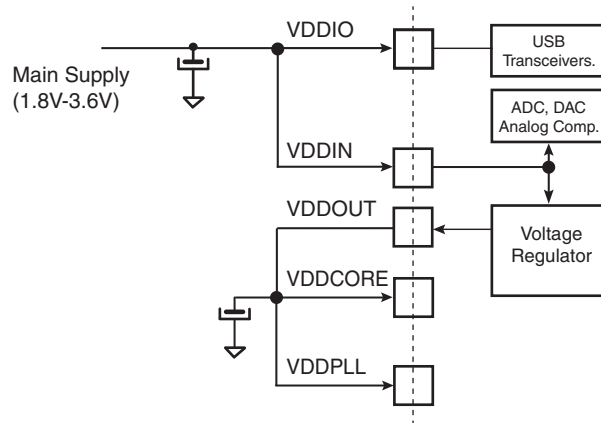 VDDIO
USB
Transceivers.
Main Supply
(1.8V-3.6V)
ADC, DAC
Analog Comp.
VDDIN
VDDOUT
Voltage
Regulator
VDDCORE
VDDPLL